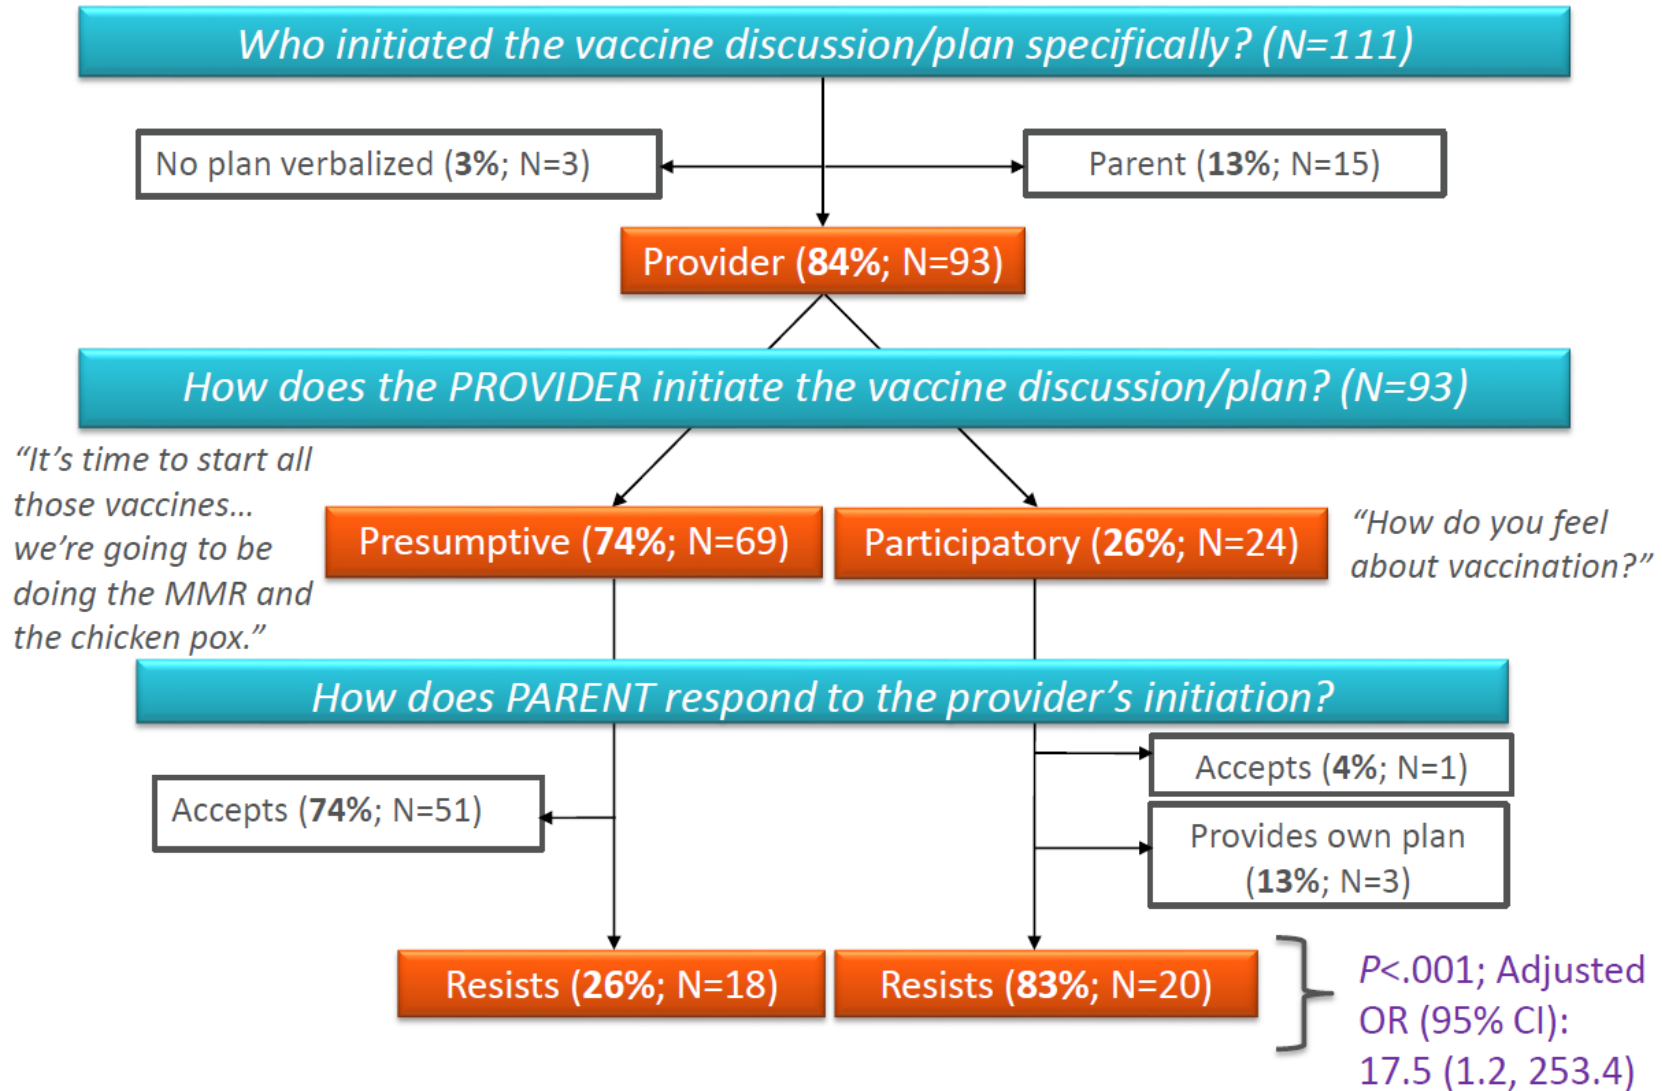 Who initiated the vaccine discussion/plan specifically? (N=111)
No plan verbalized (3%; N=3)
Parent (13%; N=15)
Provider (84%; N=93)
How does the PROVIDER initiate the vaccine discussion/plan? (N=93)
“It’s time to start all
those vaccines…
we’re going to be
doing the MMR and
the chicken pox.”
Presumptive (74%; N=69)
Participatory (26%; N=24)
“How do you feel
about vaccination?”
How does PARENT respond to the provider’s initiation?
Accepts (74%; N=51)
Accepts (4%; N=1)
Provides own plan
(13%; N=3)
Resists (26%; N=18)
Resists (83%; N=20)
P<.001; Adjusted
OR (95% CI):
17.5 (1.2, 253.4)